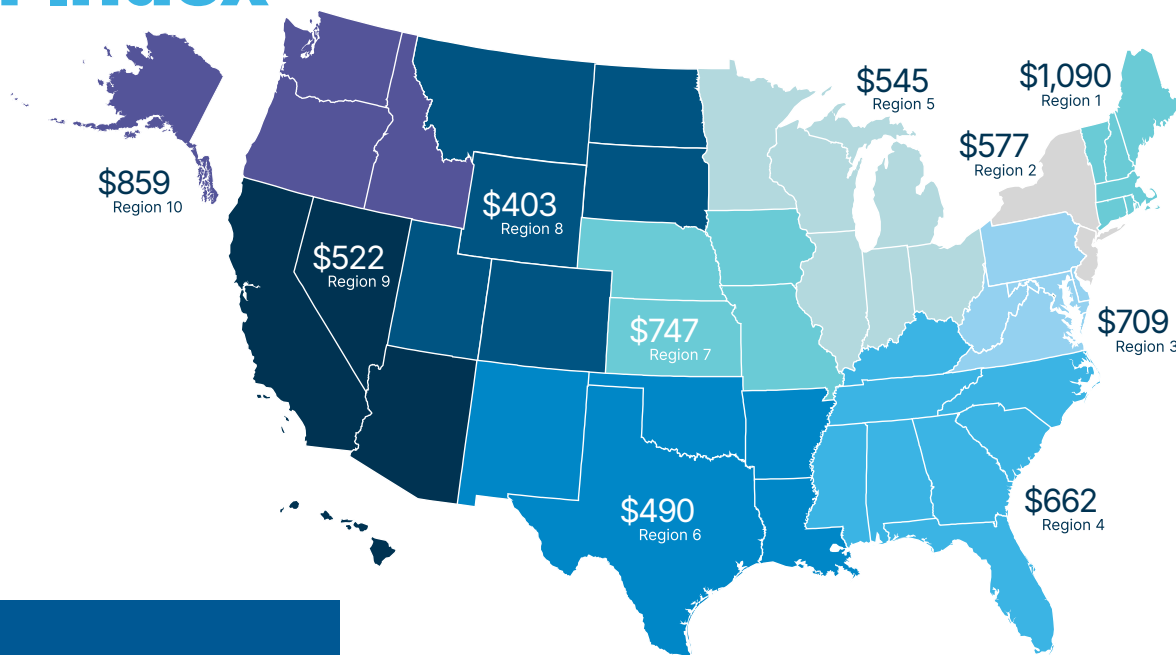 $545
Region 5
$1,090
Region 1
$577
Region 2
$859
Region 10
$403
Region 8
$522
Region 9
$747
Region 7
$709
Region 3
$490
Region 6
$662
Region 4